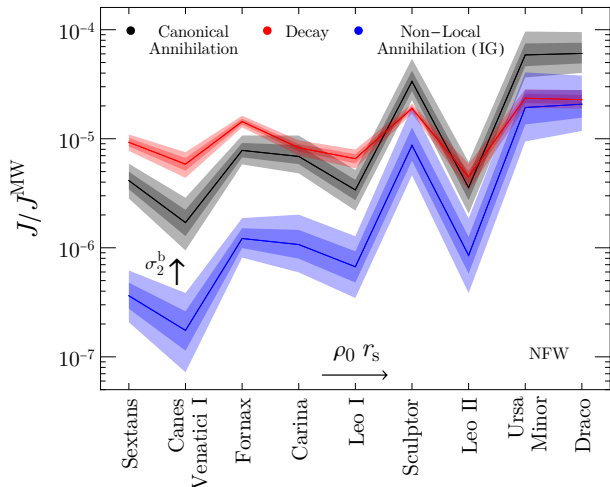 Canonical
Annihilation
Decay
Non−Local
Annihilation (IG)
J/J^MW
10^−4
10^−5
10^−6
10^−7
σ_2^b
ρ_0 r_s
NFW
Sextans
Canes
Venatici I
Fornax
Carina
Leo I
Sculptor
Leo II
Ursa
Minor
Draco